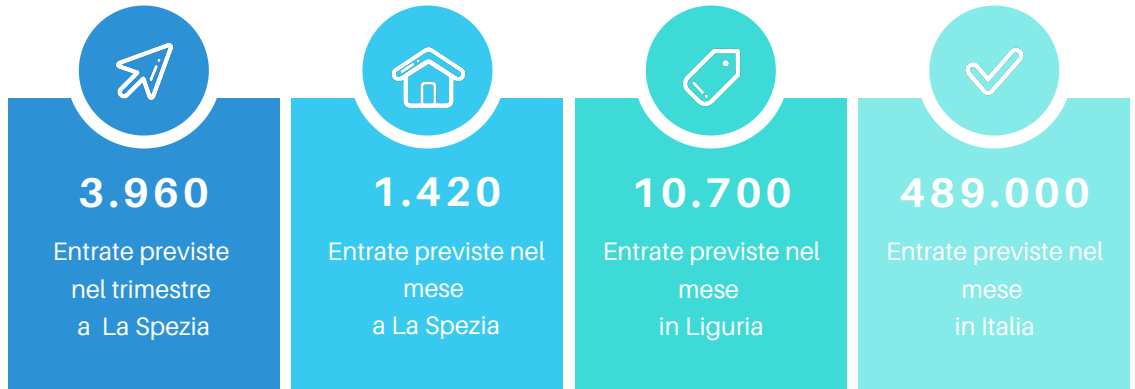 3.960
Entrate previste
nel trimestre
a La Spezia
1.420
Entrate previste nel
mese
a La Spezia
10.700
Entrate previste nel
mese
in Liguria
489.000
Entrate previste nel
mese
in Italia